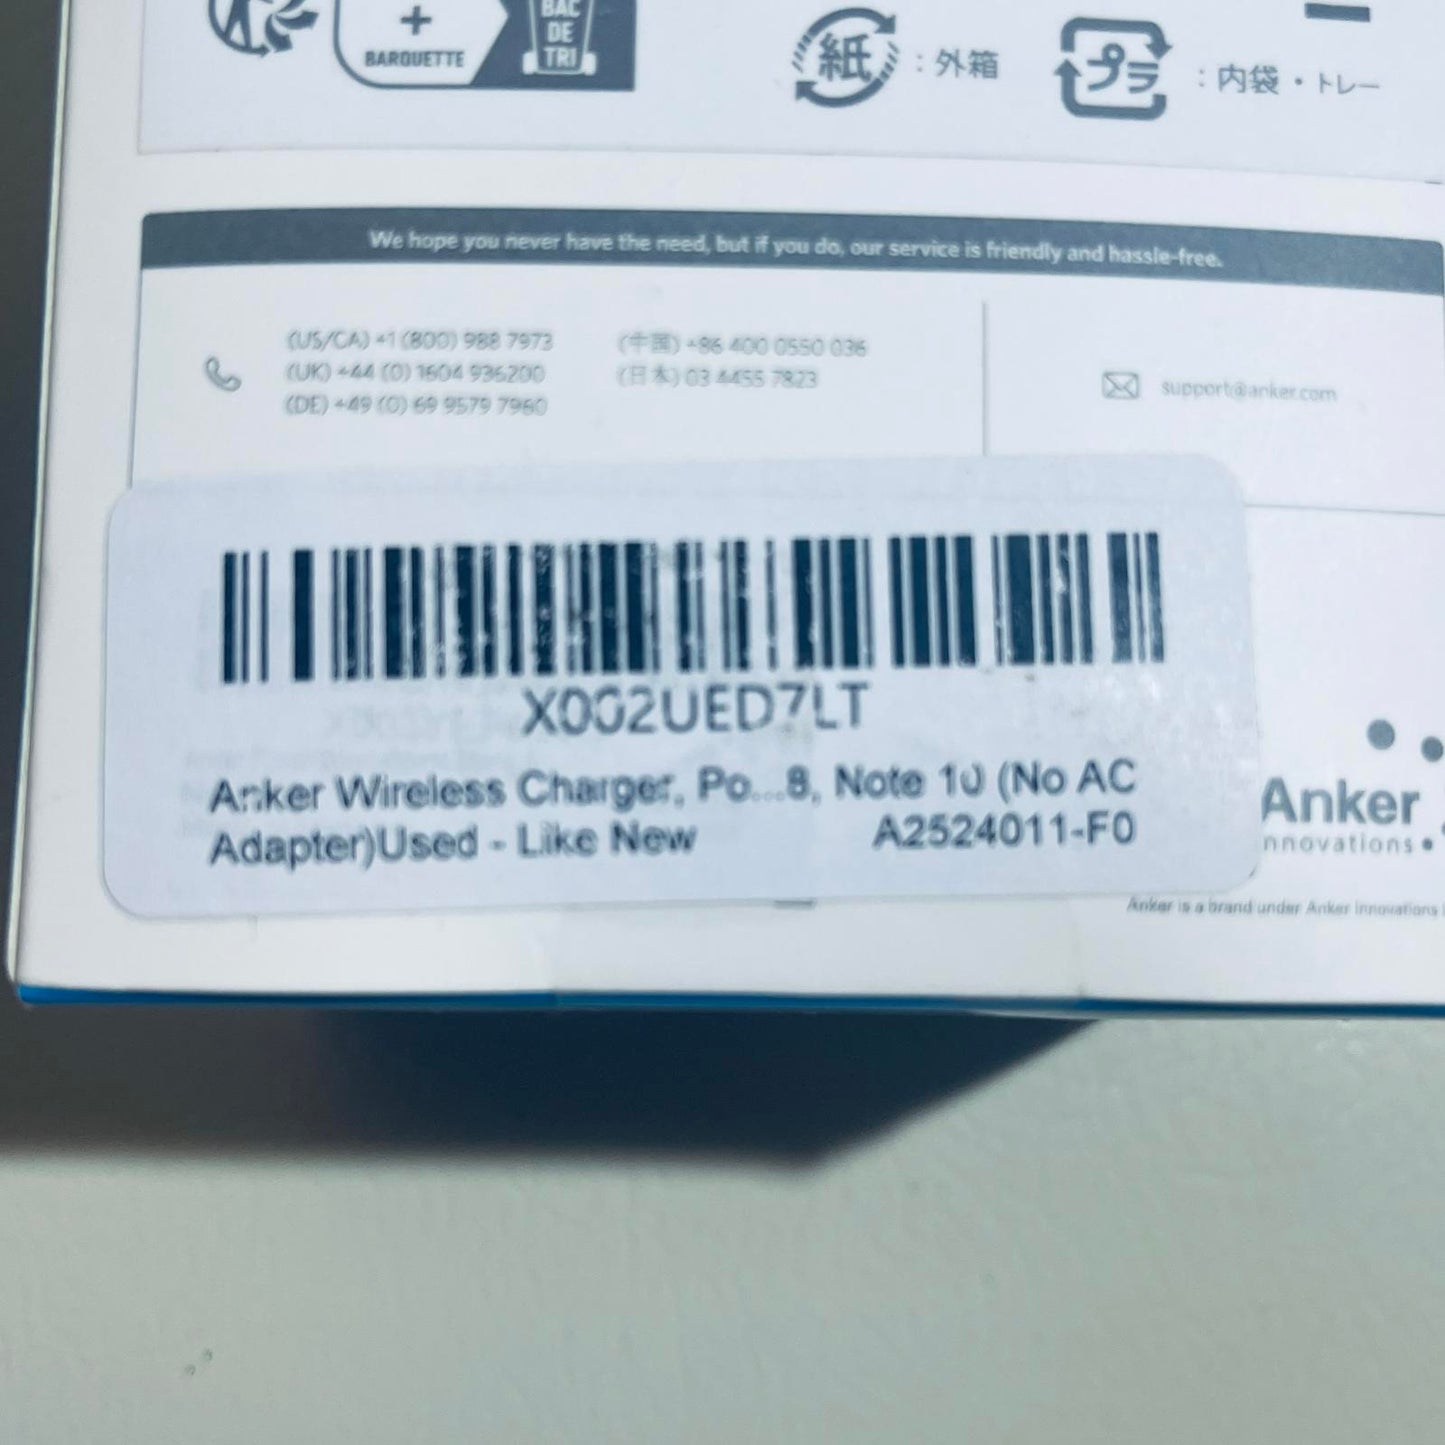 +
BARQUETTE
BAC
DE
TRI
紙 : 外箱
プラ : 内袋・トレー
We hope you never have the need, but if you do, our service is friendly and hassle-free.
(US/CA) +1 (800) 988 7973
(UK) +44 (0) 1604 936200
(DE) +49 (0) 69 9579 7960
(中国) +86 400 0550 036
(日本) 03 4455 7823
support@anker.com
X002UED7LT
Anker Wireless Charger, Po...8, Note 10 (No AC
Adapter)Used - Like New A2524011-F0
Anker
nnovations
Anker is a brand under Anker Innovations